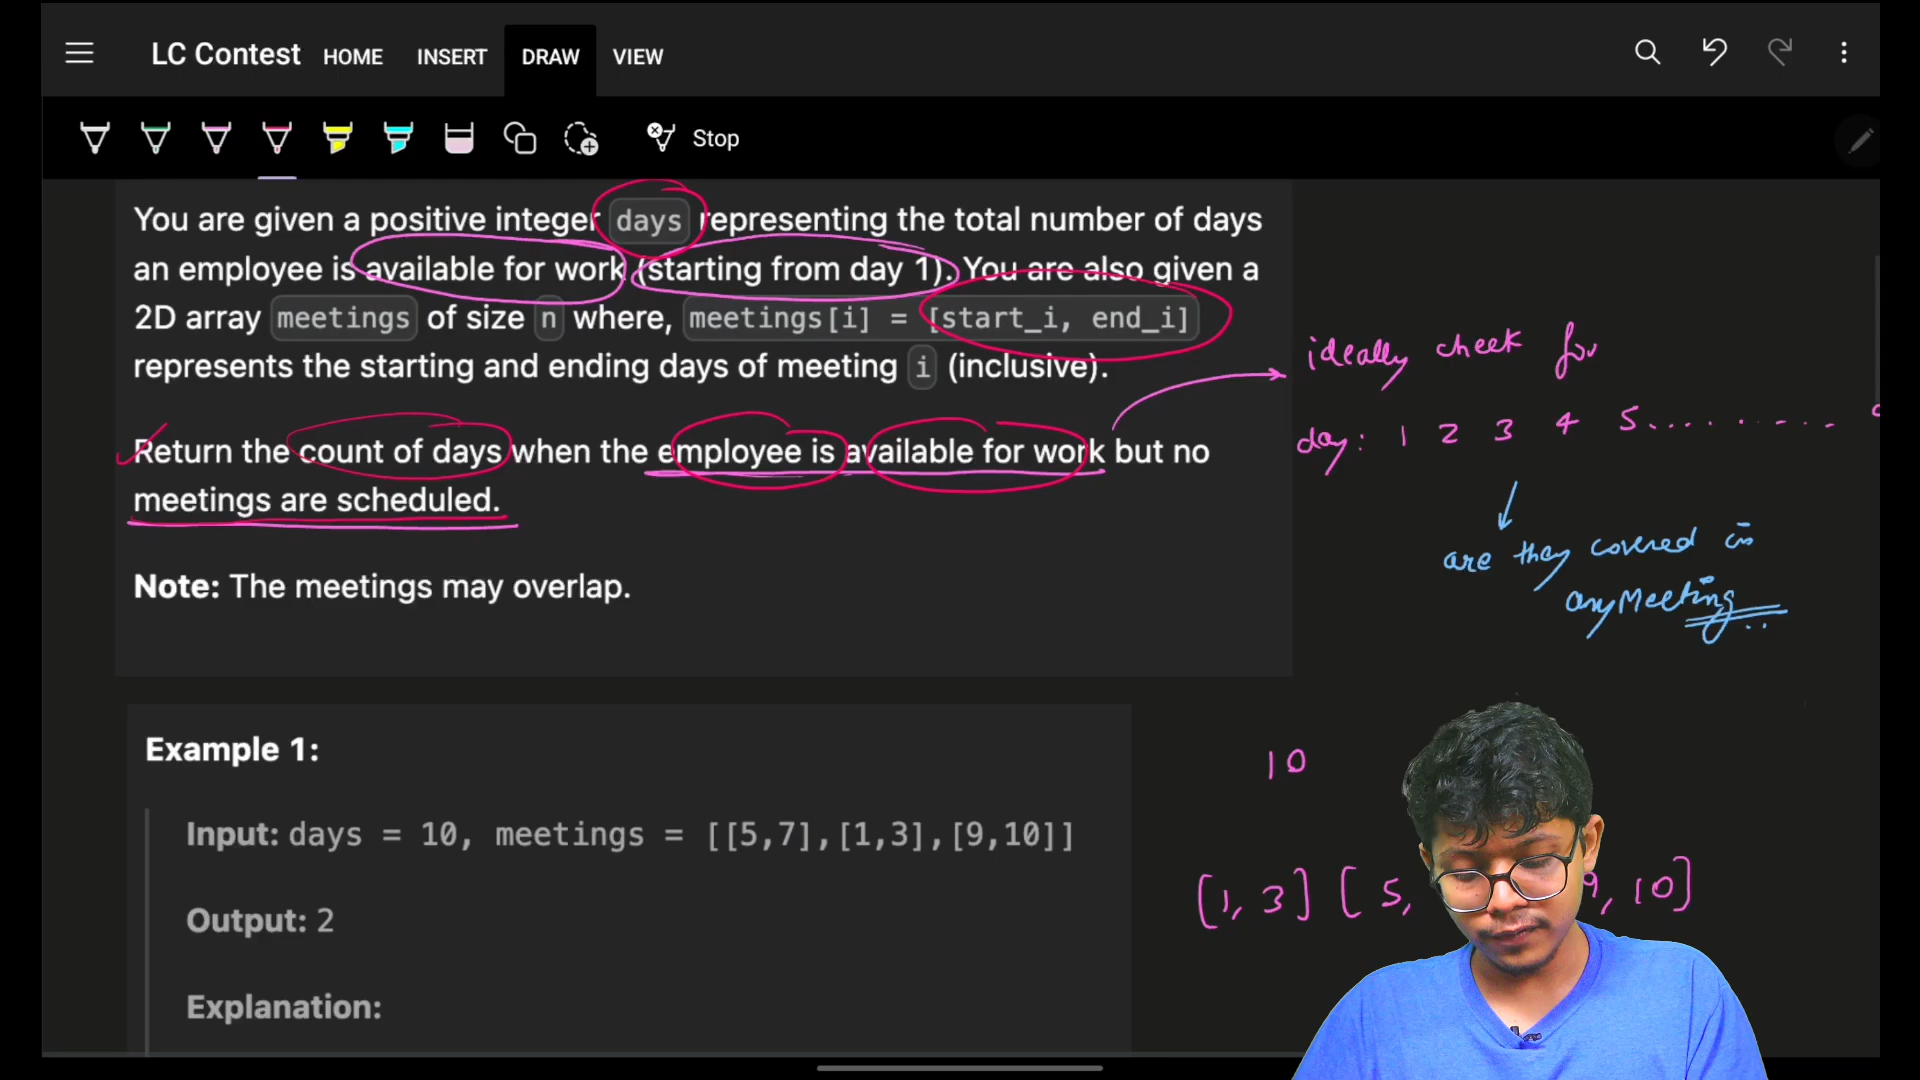 LC Contest HOME INSERT DRAW VIEW
Stop
You are given a positive integer days representing the total number of days
an employee is available for work (starting from day 1). You are also given a
2D array meetings of size n where, meetings[i] = [start_i, end_i]
represents the starting and ending days of meeting i (inclusive).
Return the count of days when the employee is available for work but no
meetings are scheduled.
Note: The meetings may overlap.
ideally check for
day: 1 2 3 4 5.........
are they covered in
anyMeeting
Example 1:
Input: days = 10, meetings = [[5,7],[1,3],[9,10]]
Output: 2
Explanation:
10
[1, 3] [5, 9, 10]